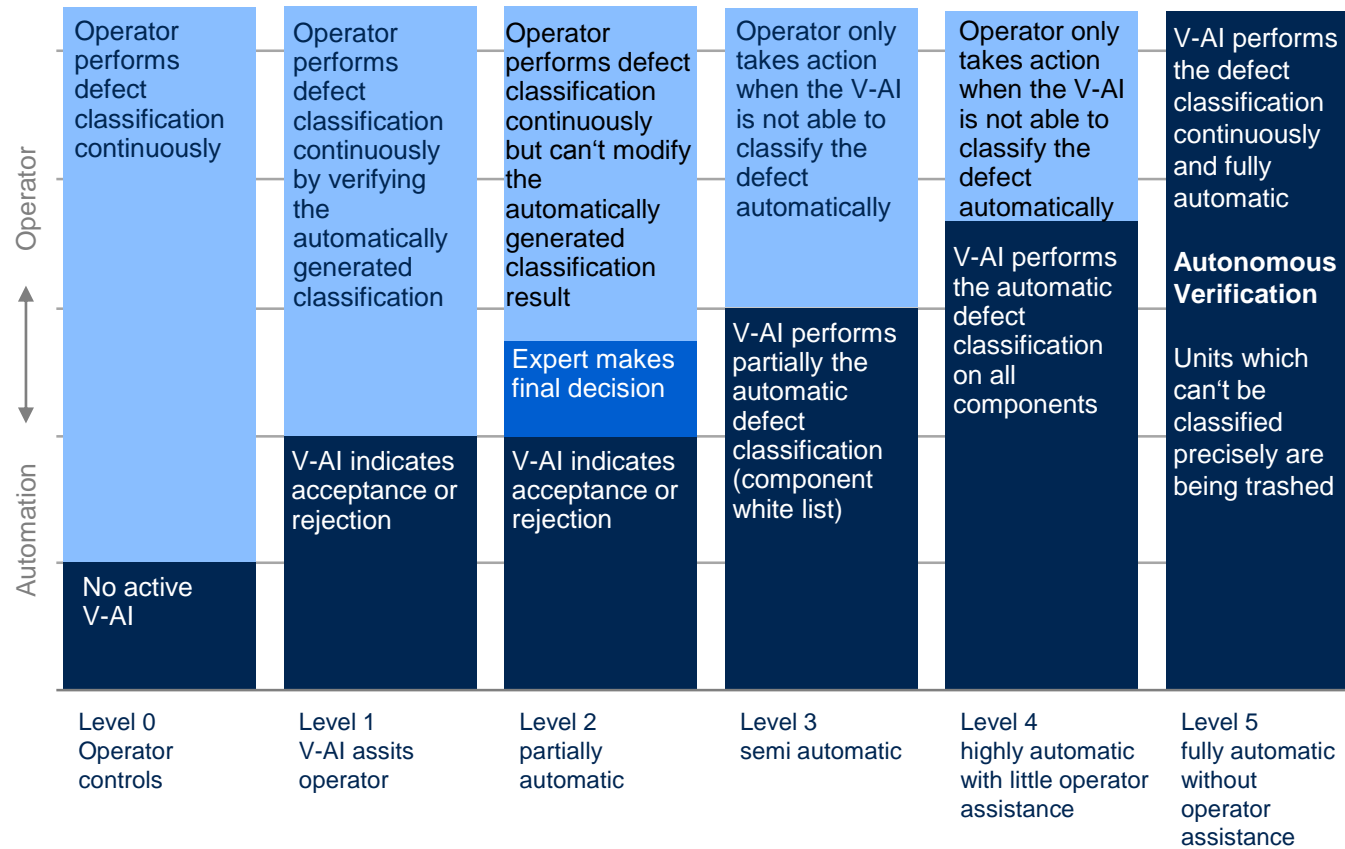 Operator
performs
defect
classification
continuously
No active
V-AI
Operator
performs
defect
classification
continuously
by verifying
the
automatically
generated
classification
V-AI indicates
acceptance or
rejection
Operator
performs defect
classification
continuously
but can‘t modify
the
automatically
generated
classification
result
Expert makes
final decision
V-AI indicates
acceptance or
rejection
Operator only
takes action
when the V-AI
is not able to
classify the
defect
automatically
V-AI performs
partially the
automatic
defect
classification
(component
white list)
Operator only
takes action
when the V-AI
is not able to
classify the
defect
automatically
V-AI performs
the automatic
defect
classification
on all
components
V-AI performs
the defect
classification
continuously
and fully
automatic
Autonomous
Verification
Units which
can‘t be
classified
precisely are
being trashed
Operator
Automation
Level 0
Operator
controls
Level 1
V-AI assits
operator
Level 2
partially
automatic
Level 3
semi automatic
Level 4
highly automatic
with little operator
assistance
Level 5
fully automatic
without
operator
assistance